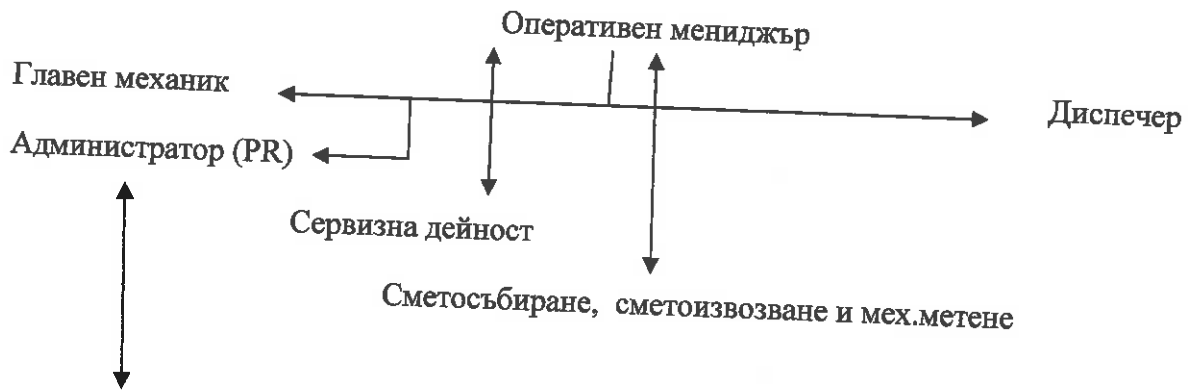 Оперативен мениджър
Главен механик
Диспечер
Администратор (PR)
Сервизна дейност
Сметосъбиране, сметоизвозване и мех.метене